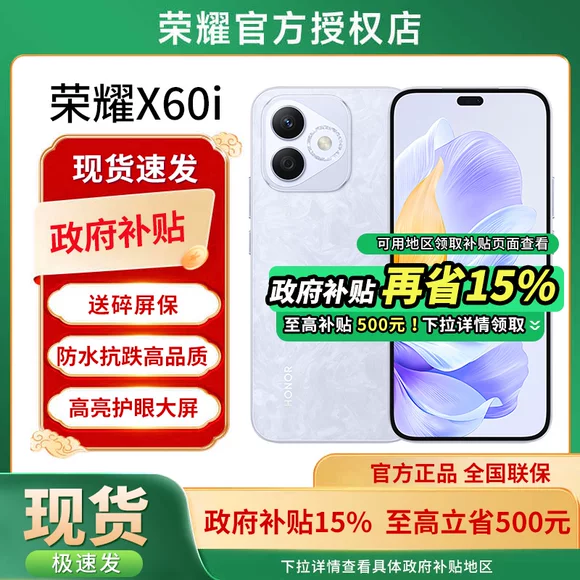 荣耀官方授权店
荣耀X60i
现货速发
政府补贴
送碎屏保
防水抗跌高品质
高亮护眼大屏
HONOR
可用地区领取补贴页面查看
政府补贴 再省15%
至高补贴 500元！下拉详情领取
官方正品 全国联保
现货
极速发
政府补贴15% 至高立省500元
下拉详情查看具体政府补贴地区